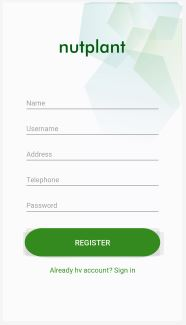 nutplant
Name
Username
Address
Telephone
Password
REGISTER
Already hv account? Sign in